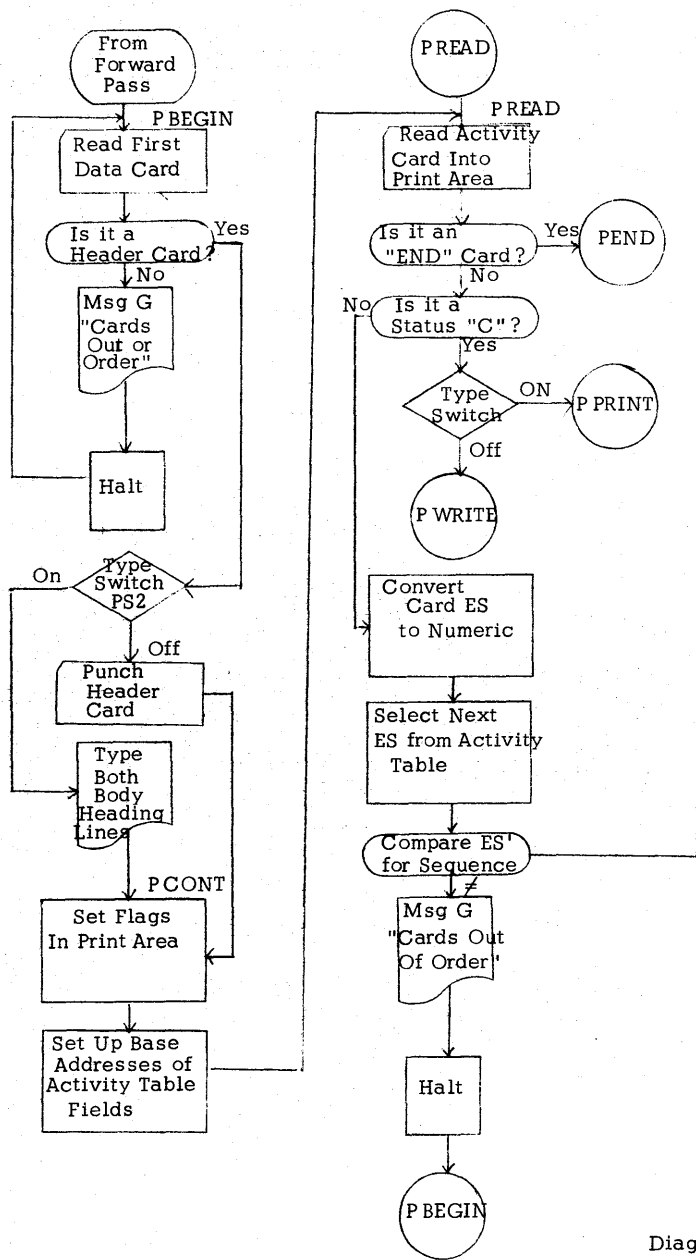 From
Forward
Pass
P BEGIN
Read First
Data Card
Is it a
Header Card?
Yes
No
Msg G
"Cards
Out or
Order"
Halt
Type
Switch
PS2
On
Off
Punch
Header
Card
Type
Both
Body
Heading
Lines
P CONT
Set Flags
In Print Area
Set Up Base
Addresses of
Activity Table
Fields
P READ
P READ
Read Activity
Card Into
Print Area
Is it an
"END" Card?
Yes
PEND
No
Is it a
Status "C"?
No
Yes
Type
Switch
ON
P PRINT
Off
P WRITE
Convert
Card ES
to Numeric
Select Next
ES from Activity
Table
Compare ES'
for Sequence
≠
Msg G
"Cards Out
Of Order"
Halt
P BEGIN
Diag